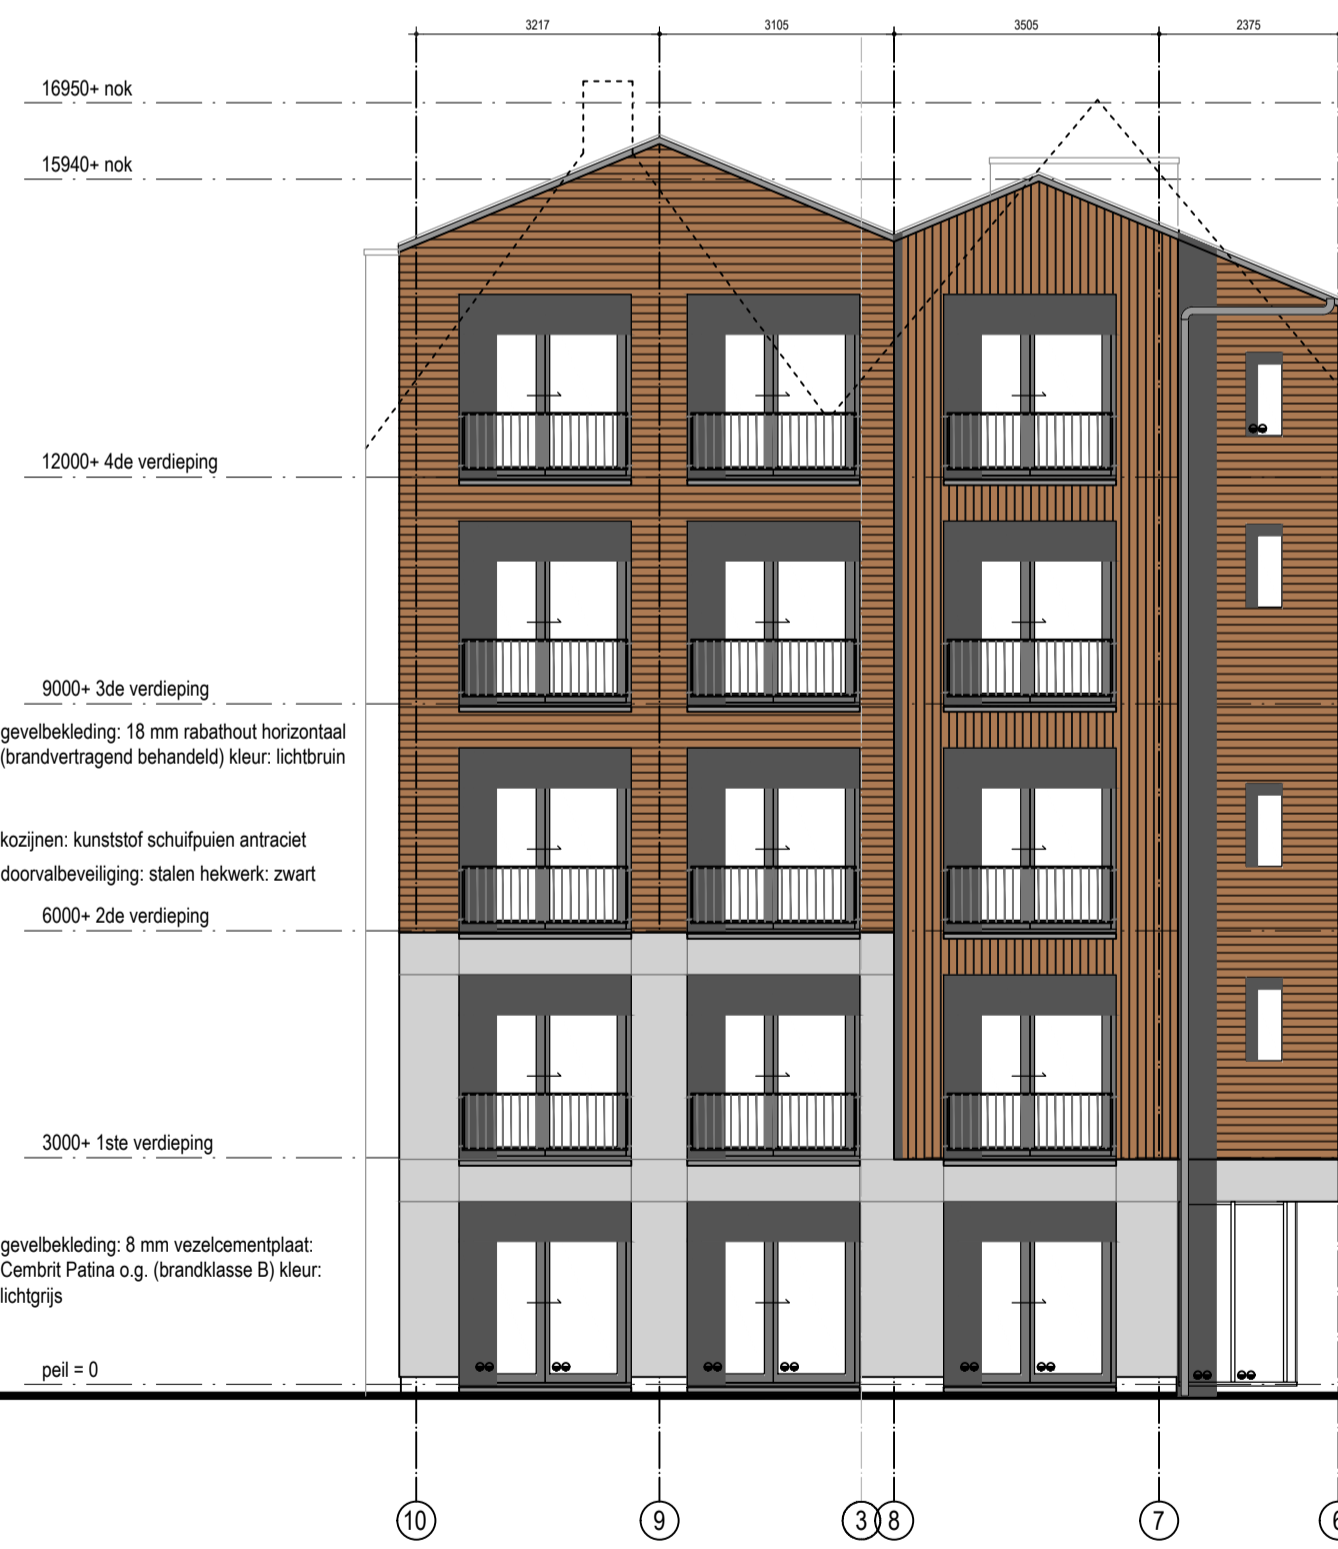 3217 3105 3505 2375
16950+ nok
15940+ nok
12000+ 4de verdieping
9000+ 3de verdieping
gevelbekleding: 18 mm rabathout horizontaal
(brandvertragend behandeld) kleur: lichtbruin
kozijnen: kunststof schuifpuien antraciet
doorvalbeveiliging: stalen hekwerk: zwart
6000+ 2de verdieping
3000+ 1ste verdieping
gevelbekleding: 8 mm vezelcementplaat:
Cembrit Patina o.g. (brandklasse B) kleur:
lichtgrijs
peil = 0
10 9 3 8 7 6